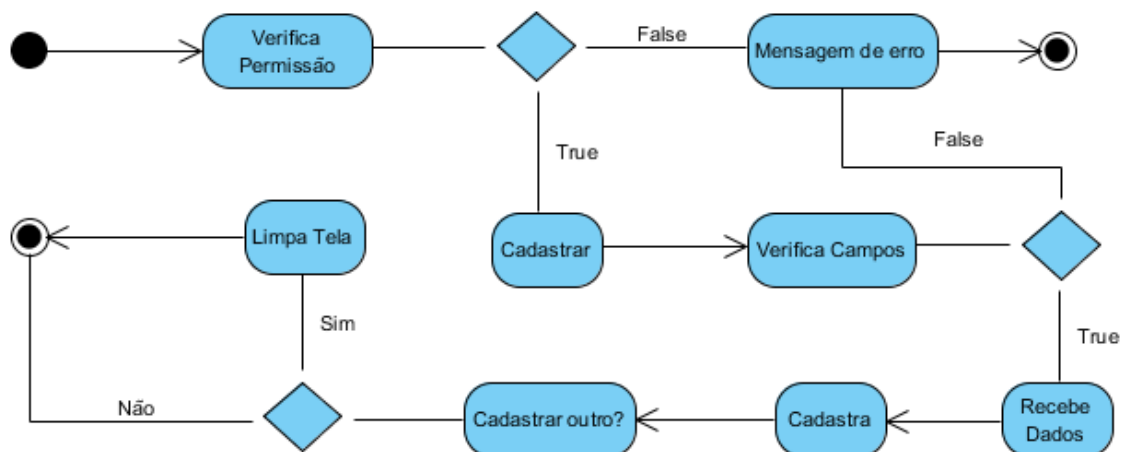 Verifica
Permissão
False
Mensagem de erro
True
False
Limpa Tela
Cadastrar
Verifica Campos
Sim
True
Não
Cadastrar outro?
Cadastra
Recebe
Dados